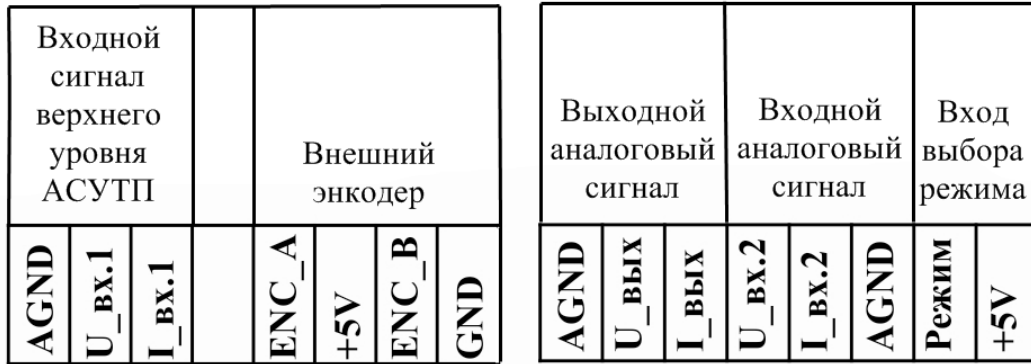 Входной
сигнал
верхнего
уровня
АСУТП
Внешний
энкодер
AGND
U_вх.1
I_вх.1
ENC_A
+5V
ENC_B
GND
Выходной
аналоговый
сигнал
Входной
аналоговый
сигнал
Вход
выбора
режима
AGND
U_вых
I_вых
U_вх.2
I_вх.2
AGND
Режим
+5V